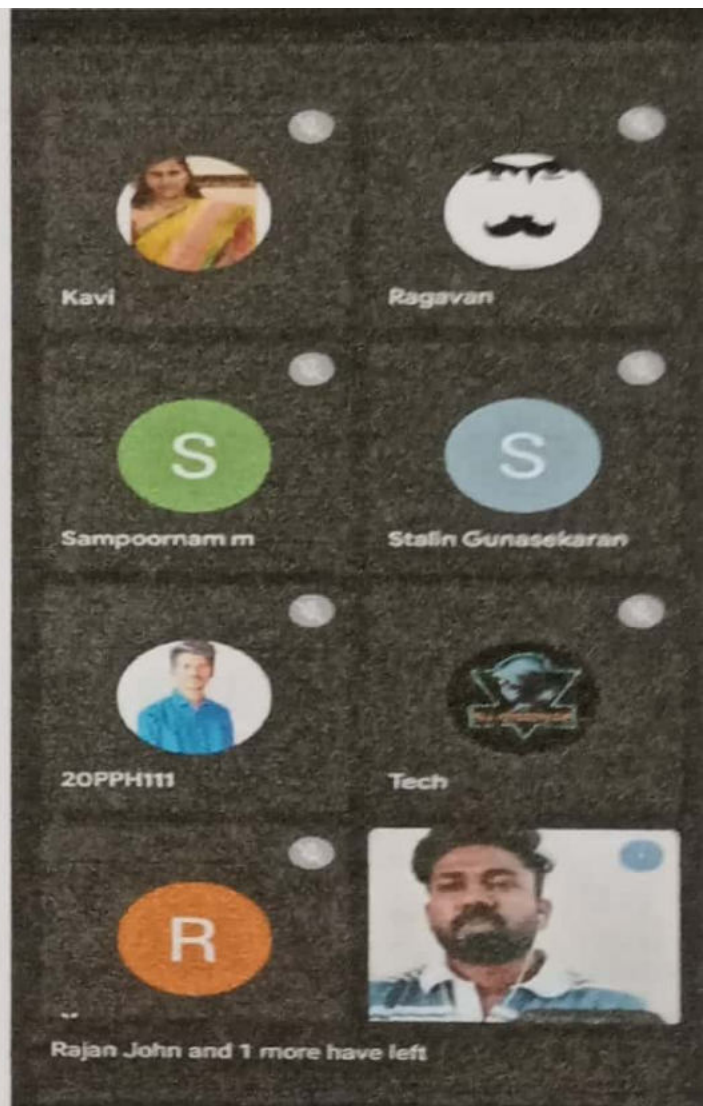 Kavi
Ragavan
S
S
Sampoornam m
Stalin Gunasekaran
20PPH111
Tech
R
Rajan John and 1 more have left